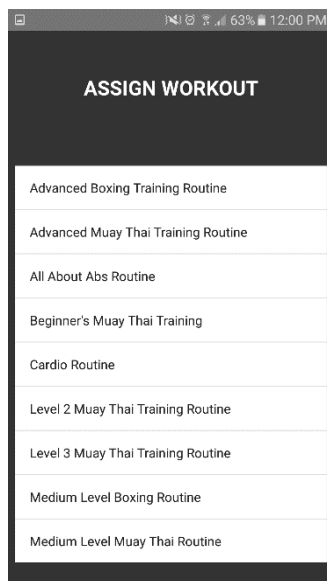 63% 12:00 PM
ASSIGN WORKOUT
Advanced Boxing Training Routine
Advanced Muay Thai Training Routine
All About Abs Routine
Beginner's Muay Thai Training
Cardio Routine
Level 2 Muay Thai Training Routine
Level 3 Muay Thai Training Routine
Medium Level Boxing Routine
Medium Level Muay Thai Routine